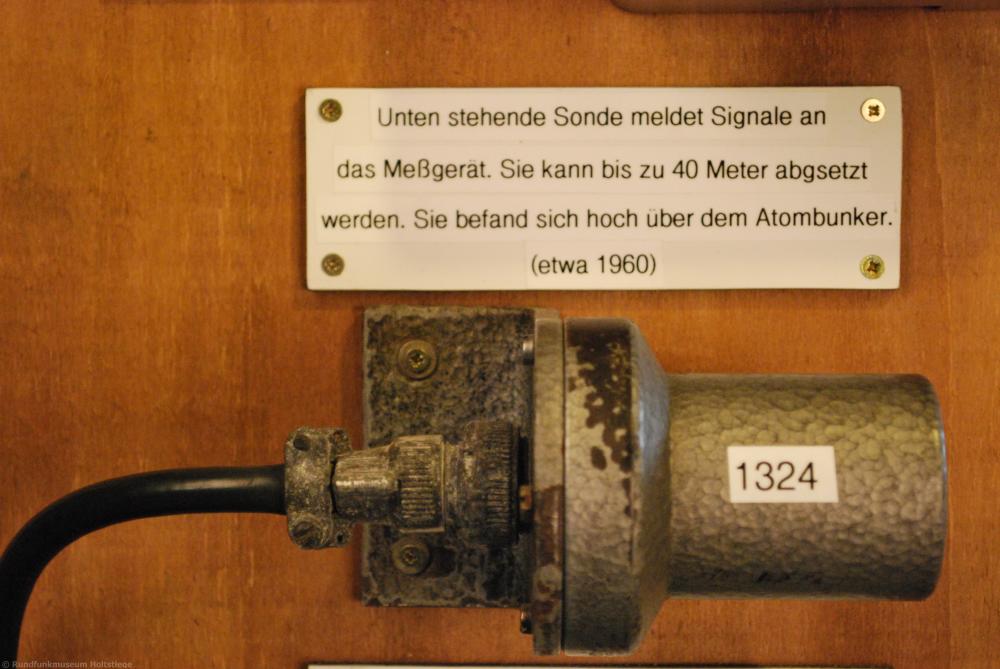 Unten stehende Sonde meldet Signale an
das Meßgerät. Sie kann bis zu 40 Meter abgsetzt
werden. Sie befand sich hoch über dem Atombunker.
(etwa 1960)
1324
© Rundfunkmuseum Holtstiege